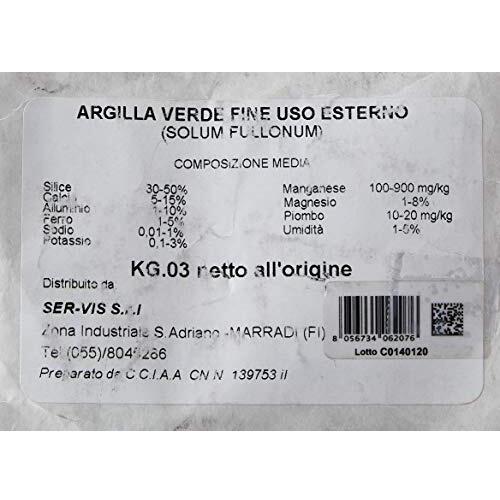 ARGILLA VERDE FINE USO ESTERNO
(SOLUM FULLONUM)
COMPOSIZIONE MEDIA
Silice 30-50% Manganese 100-900 mg/kg
Calcio 5-15% Magnesio 1-8%
Alluminio 1-10% Piombo 10-20 mg/kg
Ferro 1-5% Umidità 1-5%
Sodio 0.01-1%
Potassio 0,1-3%
KG.03 netto all'origine
Distribuito da
SER-VIS S.r.l
Zona Industriale S.Adriano -MARRADI (FI)
Tel (055)/8045266
8 056734 062076
Lotto C0140120
Preparato da C.C.I.A.A CN N 139753 il